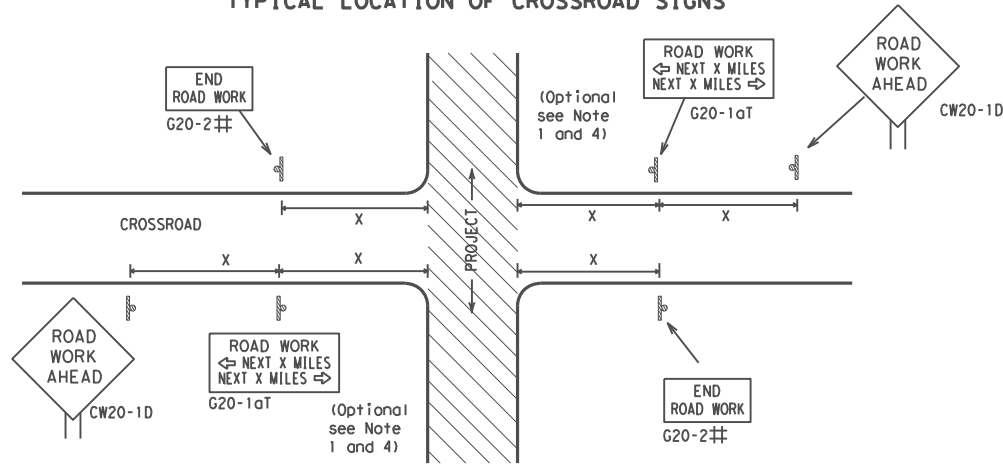 TYPICAL LOCATION OF CROSSROAD SIGNS
END
ROAD WORK
G20-2#
ROAD WORK
⇦ NEXT X MILES
NEXT X MILES ⇨
G20-1aT
(Optional
see Note
1 and 4)
ROAD
WORK
AHEAD
CW20-1D
X
X
X
CROSSROAD
PROJECT
X
X
X
ROAD
WORK
AHEAD
CW20-1D
ROAD WORK
⇦ NEXT X MILES
NEXT X MILES ⇨
G20-1aT
(Optional
see Note
1 and 4)
END
ROAD WORK
G20-2#